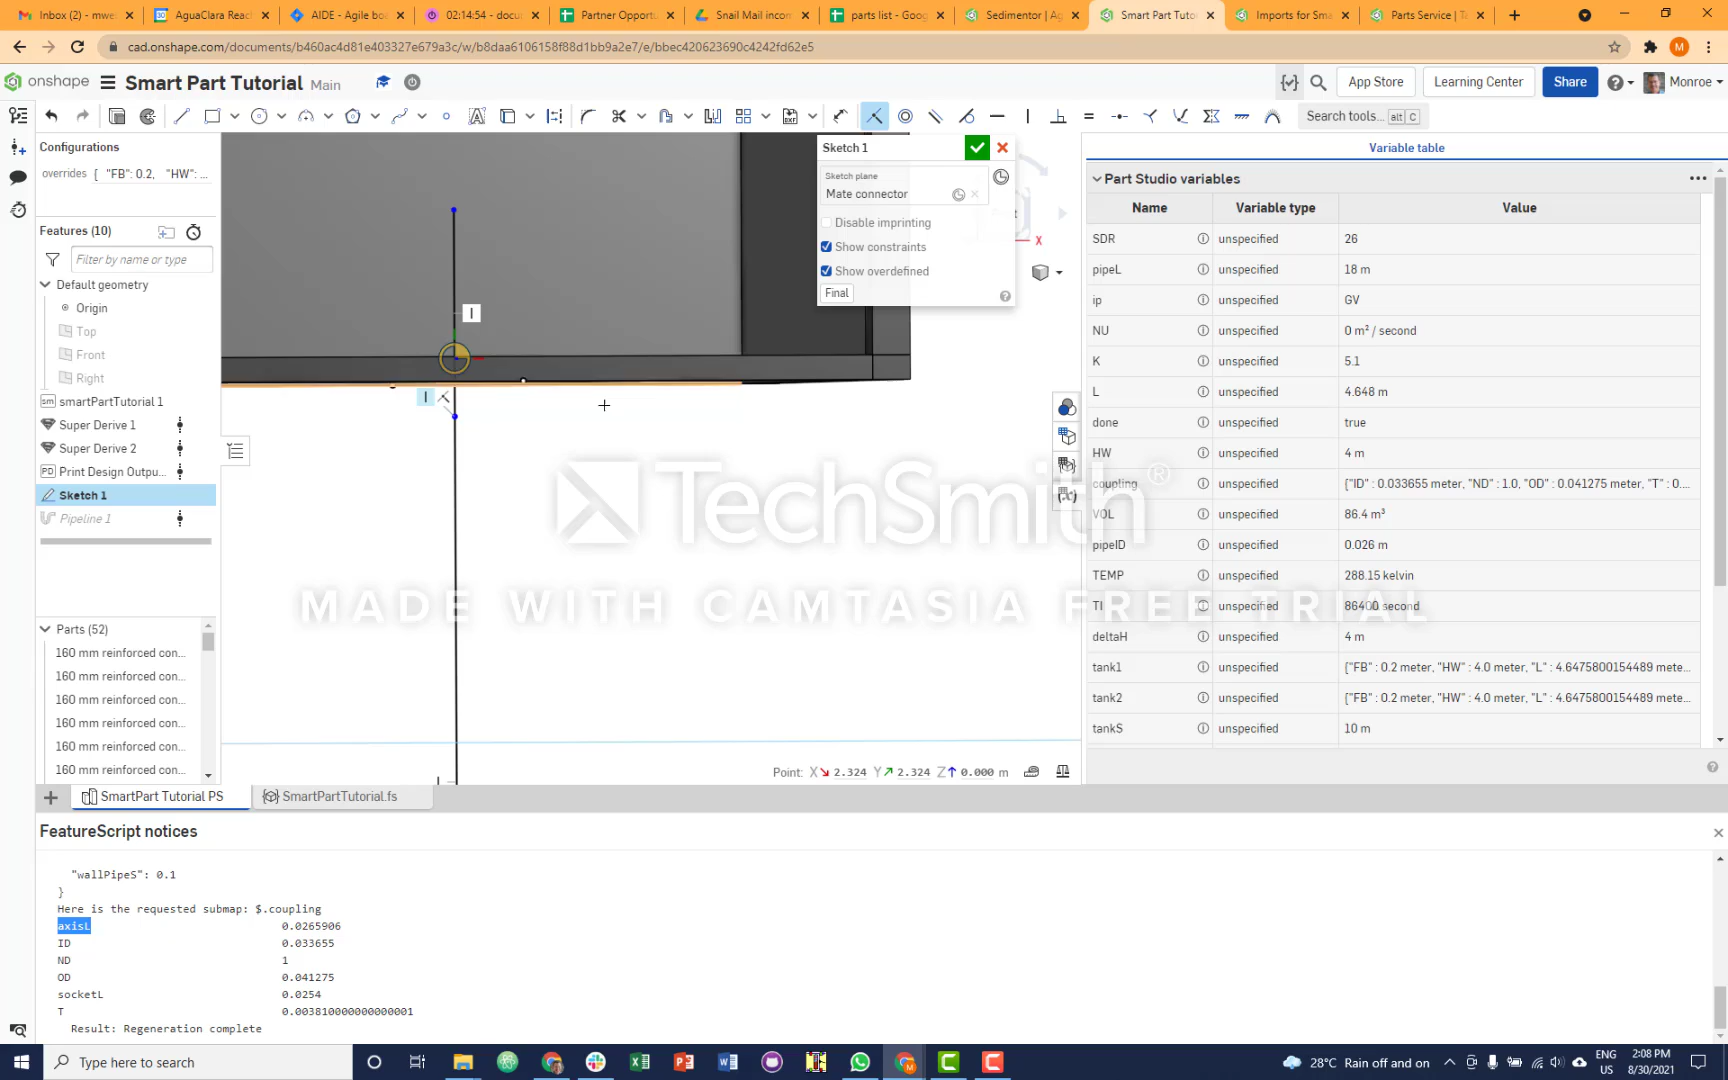 Inbox (2) - mwe
AguaClara Reac
AIDE - Agile boa
02:14:54 - docu
Partner Opportu
Snail Mail incon
parts list - Goog
Sedimentor | Ag
Smart Part Tuto
Imports for Sma
Parts Service | Ta
cad.onshape.com/documents/b460ac4d81e403327e679a3c/w/b8daa6106158f88d1bb9a2e7/e/bbec420623690c4242fd62e5
onshape
Smart Part Tutorial Main
App Store
Learning Center
Share
Monroe
Search tools... alt C
Configurations
overrides { "FB": 0.2, "HW": ...
Features (10)
Filter by name or type
Default geometry
Origin
Top
Front
Right
smartPartTutorial 1
Super Derive 1
Super Derive 2
Print Design Outpu...
Sketch 1
Pipeline 1
Parts (52)
160 mm reinforced con...
160 mm reinforced con...
160 mm reinforced con...
160 mm reinforced con...
160 mm reinforced con...
160 mm reinforced con...
Sketch 1
Sketch plane
Mate connector
Disable imprinting
Show constraints
Show overdefined
Final
X
Point: X 2.324 Y 2.324 Z 0.000 m
Variable table
Part Studio variables
Name Variable type Value
SDR unspecified 26
pipeL unspecified 18 m
ip unspecified GV
NU unspecified 0 m² / second
K unspecified 5.1
L unspecified 4.648 m
done unspecified true
HW unspecified 4 m
coupling unspecified {"ID" : 0.033655 meter, "ND" : 1.0, "OD" : 0.041275 meter, "T" : 0....
VOL unspecified 86.4 m³
pipeID unspecified 0.026 m
TEMP unspecified 288.15 kelvin
TI unspecified 86400 second
deltaH unspecified 4 m
tank1 unspecified {"FB" : 0.2 meter, "HW" : 4.0 meter, "L" : 4.6475800154489 mete...
tank2 unspecified {"FB" : 0.2 meter, "HW" : 4.0 meter, "L" : 4.6475800154489 mete...
tankS unspecified 10 m
TechSmith®
MADE WITH CAMTASIA FREE TRIAL
SmartPart Tutorial PS
SmartPartTutorial.fs
FeatureScript notices
"wallPipeS": 0.1
}
Here is the requested submap: $.coupling
axisL 0.0265906
ID 0.033655
ND 1
OD 0.041275
socketL 0.0254
T 0.003810000000000001
Result: Regeneration complete
Type here to search
28°C Rain off and on
ENG
US
2:08 PM
8/30/2021